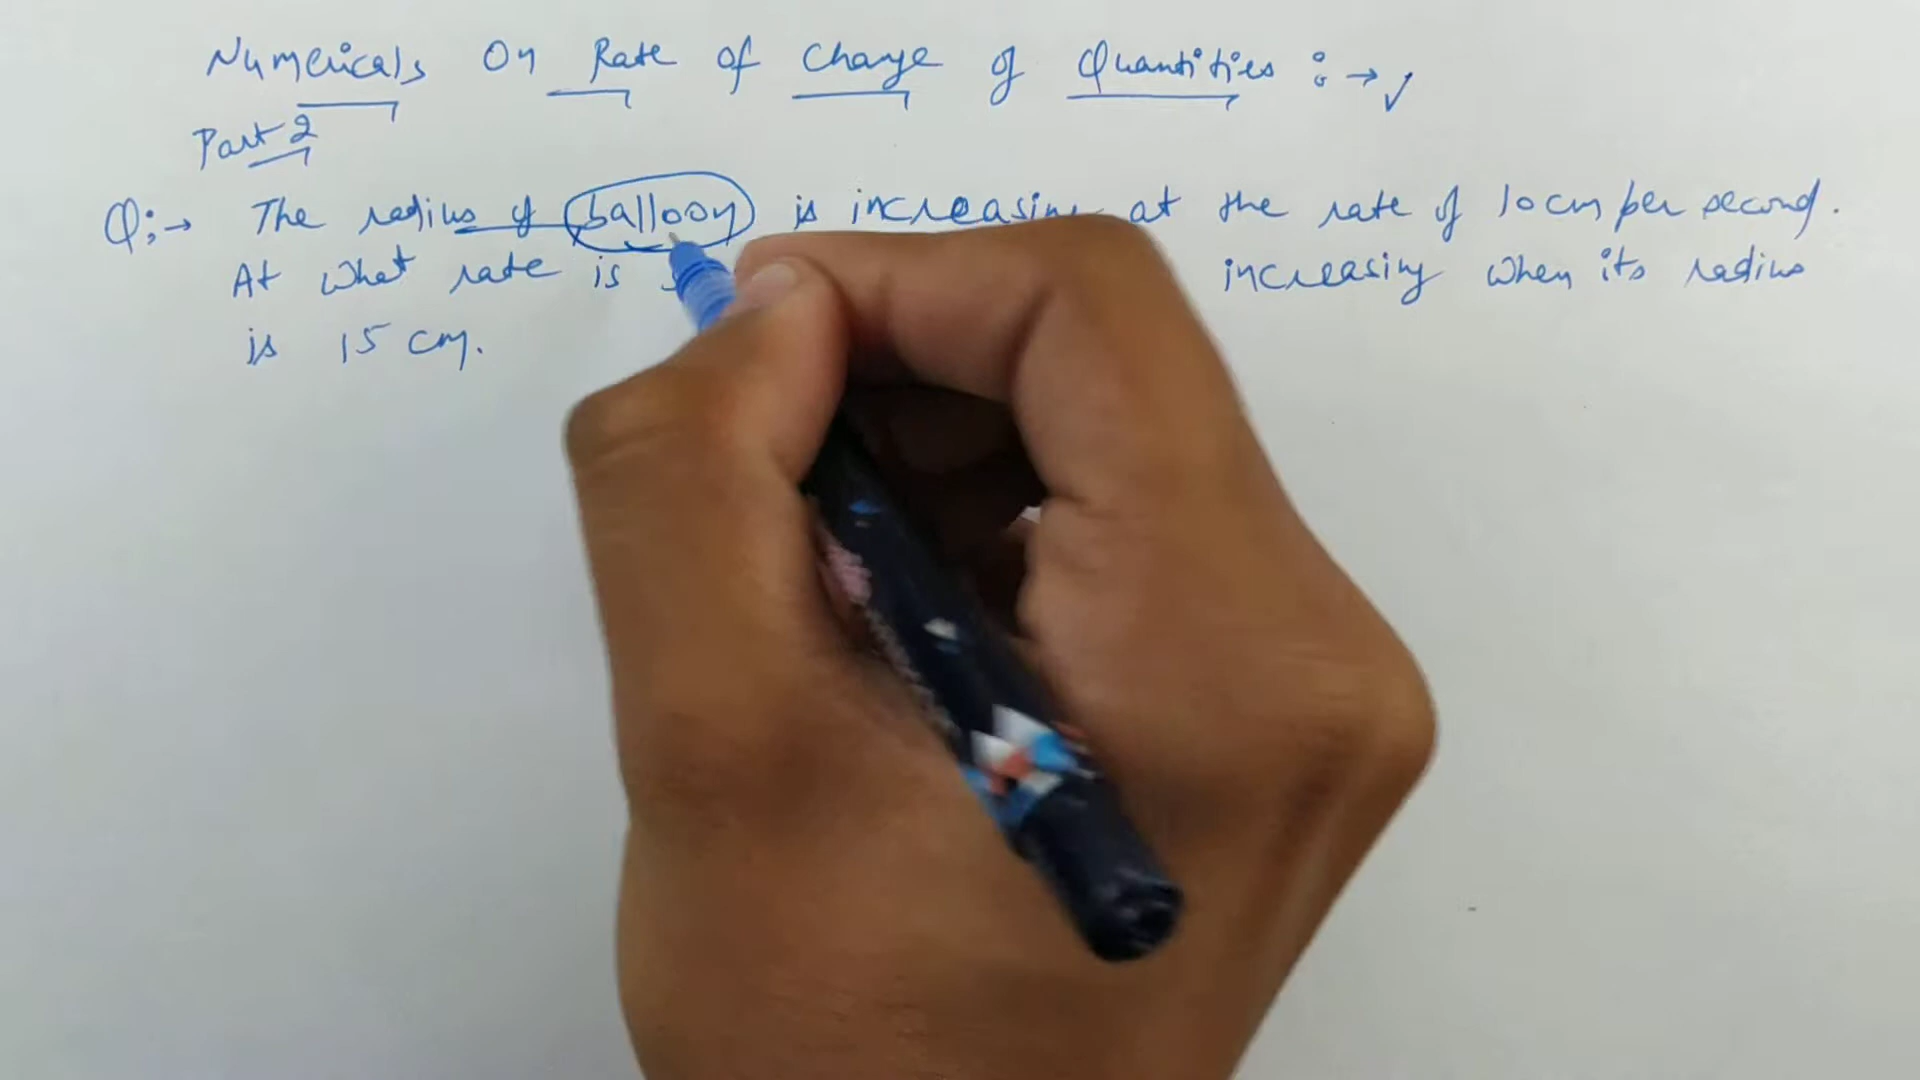 Numericals On Rate of Change of Quantities :→ ✓
Part 2
Q:→ The radius of balloon is increasing at the rate of 10 cm per second.
At what rate is increasing when its radius
is 15 cm.